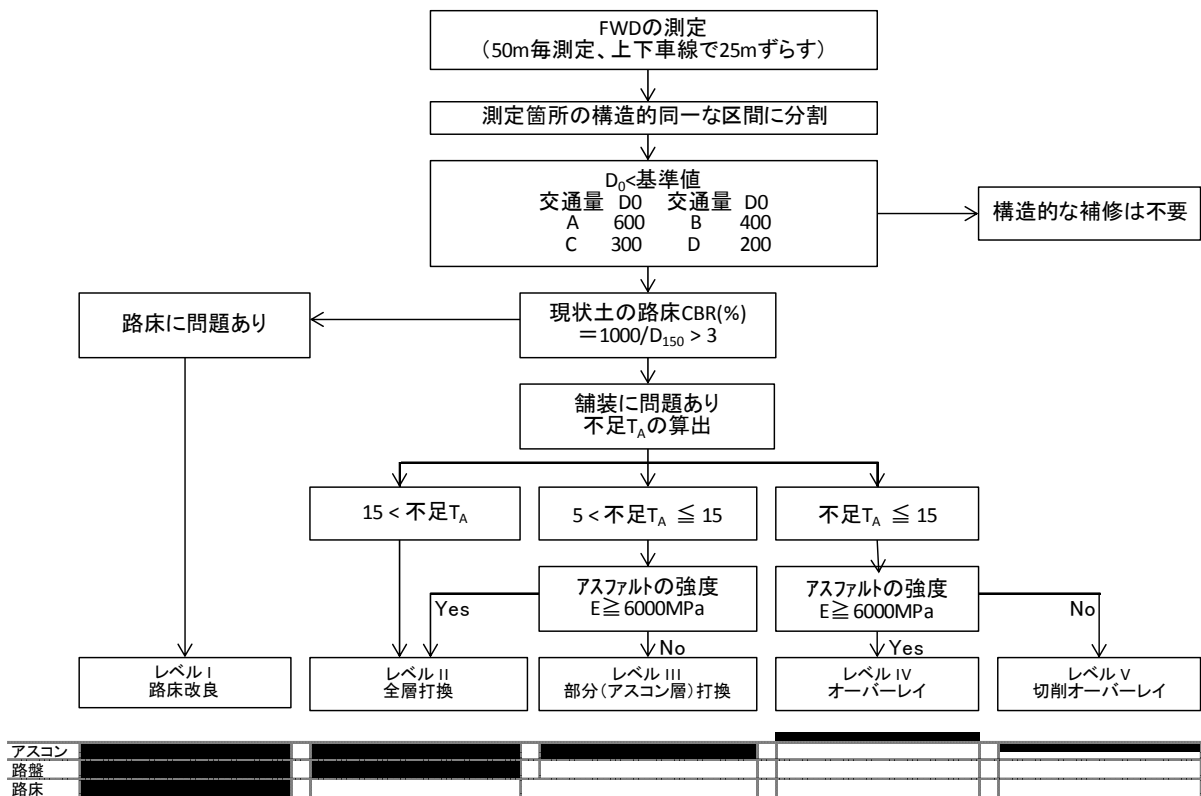 FWDの測定
（50m毎測定、上下車線で25mずらす）
測定箇所の構造的同一な区間に分割
D₀<基準値
交通量 D0 交通量 D0
A 600 B 400
C 300 D 200
構造的な補修は不要
路床に問題あり
現状土の路床CBR(%)
＝1000/D₁₅₀ > 3
舗装に問題あり
不足Tᴀの算出
15 < 不足Tᴀ
5 < 不足Tᴀ ≦ 15
不足Tᴀ ≦ 15
アスファルトの強度
E≧6000MPa
アスファルトの強度
E≧6000MPa
Yes
No
Yes
No
レベル I
路床改良
レベル II
全層打換
レベル III
部分（アスコン層）打換
レベル IV
オーバーレイ
レベル V
切削オーバーレイ
アスコン
路盤
路床